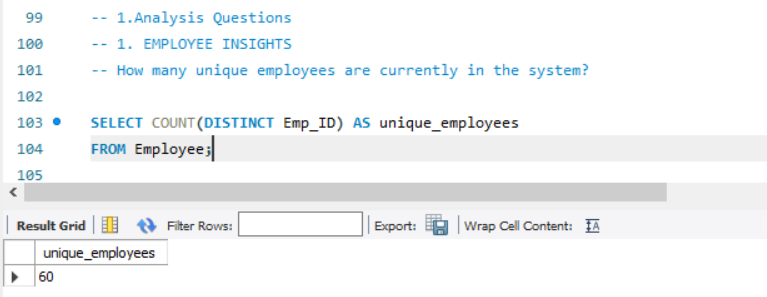 99 -- 1.Analysis Questions
100 -- 1. EMPLOYEE INSIGHTS
101 -- How many unique employees are currently in the system?
102
103 SELECT COUNT(DISTINCT Emp_ID) AS unique_employees
104 FROM Employee;
105
Result Grid Filter Rows: Export: Wrap Cell Content: IA
unique_employees
60